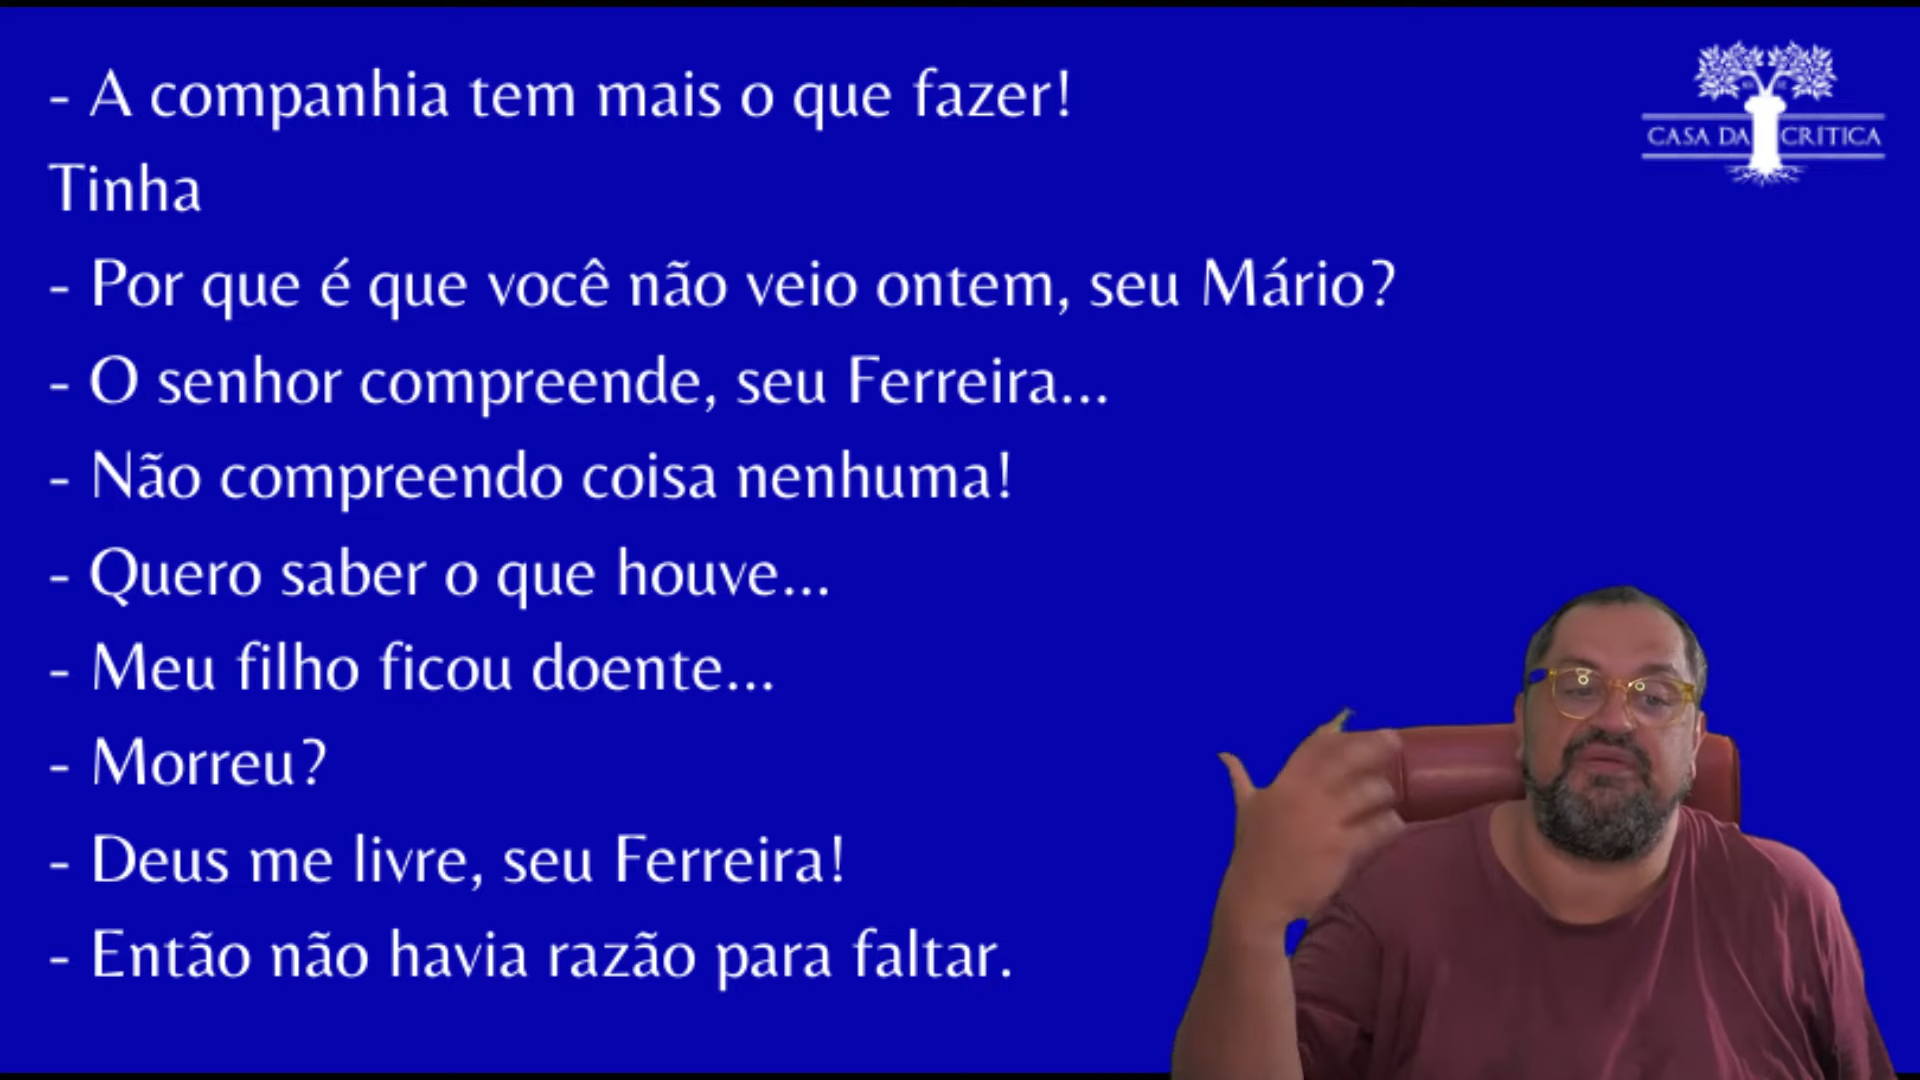 - A companhia tem mais o que fazer!
Tinha
- Por que é que você não veio ontem, seu Mário?
- O senhor compreende, seu Ferreira...
- Não compreendo coisa nenhuma!
- Quero saber o que houve...
- Meu filho ficou doente...
- Morreu?
- Deus me livre, seu Ferreira!
- Então não havia razão para faltar.
CASA DA CRÍTICA